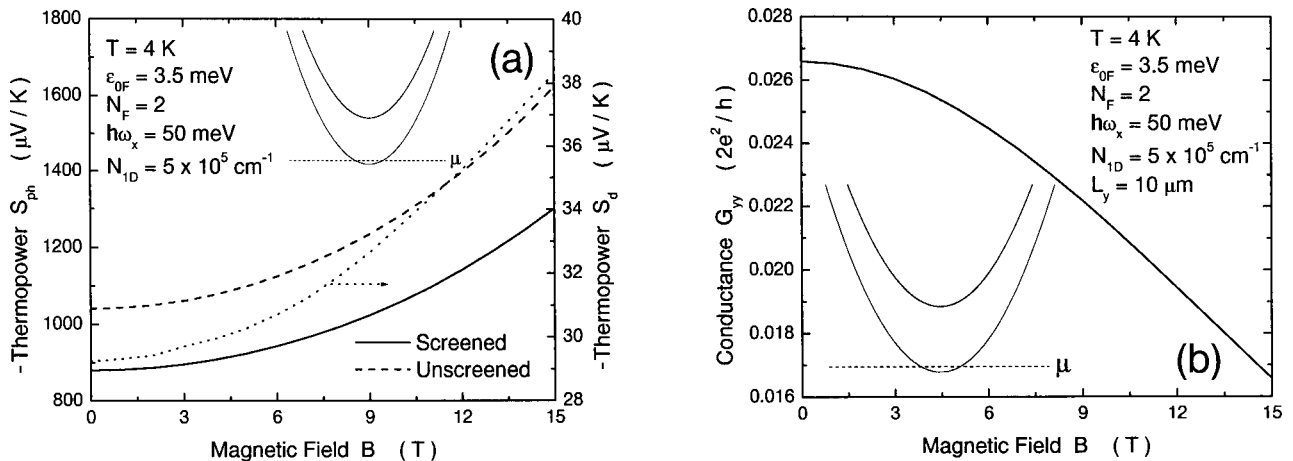 1800
1600
1400
1200
1000
800
- Thermopower S_ph ( μV / K )
T = 4 K
ε_0F = 3.5 meV
N_F = 2
hω_x = 50 meV
N_1D = 5 x 10^5 cm^-1
(a)
μ
Screened
Unscreened
40
38
36
34
32
30
28
- Thermopower S_d ( μV / K )
0 3 6 9 12 15
Magnetic Field B ( T )
0.028
0.026
0.024
0.022
0.020
0.018
0.016
Conductance G_yy ( 2e^2 / h )
T = 4 K
ε_0F = 3.5 meV
N_F = 2
hω_x = 50 meV
N_1D = 5 x 10^5 cm^-1
L_y = 10 μm
μ
(b)
0 3 6 9 12 15
Magnetic Field B ( T )